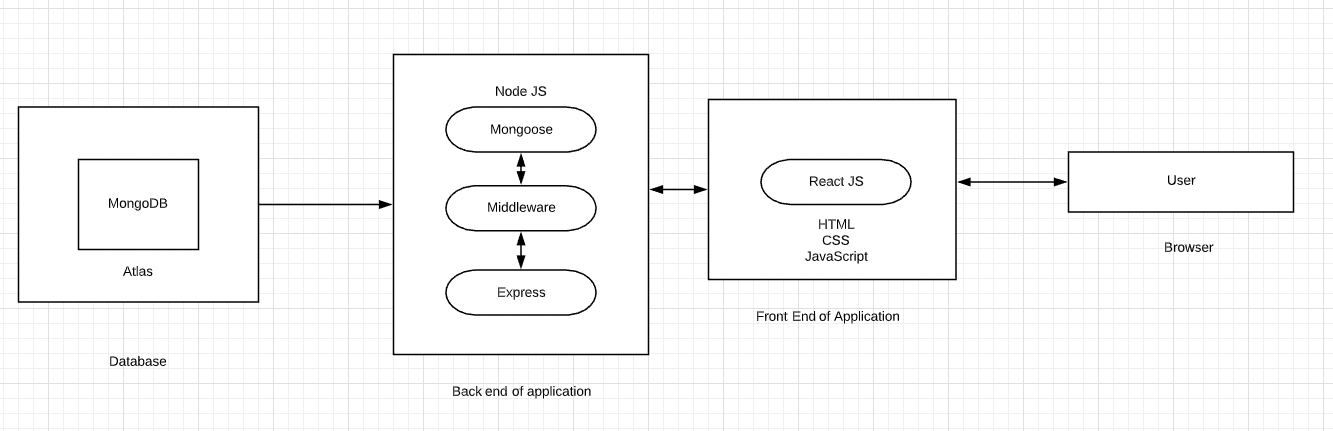 MongoDB
Atlas
Database
Node JS
Mongoose
Middleware
Express
Back end of application
React JS
HTML
CSS
JavaScript
Front End of Application
User
Browser